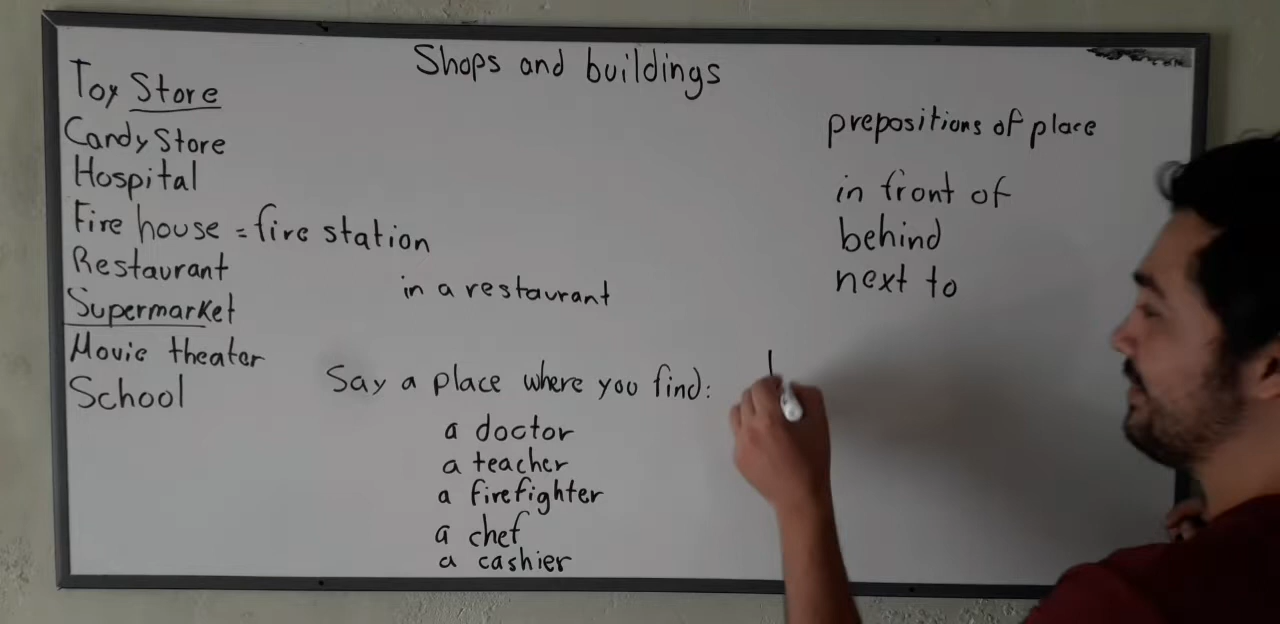 Shops and buildings
Toy Store
Candy Store
Hospital
Fire house = fire station
Restaurant
Supermarket
Movie theater
School
in a restaurant
Say a place where you find:
a doctor
a teacher
a firefighter
a chef
a cashier
prepositions of place
in front of
behind
next to